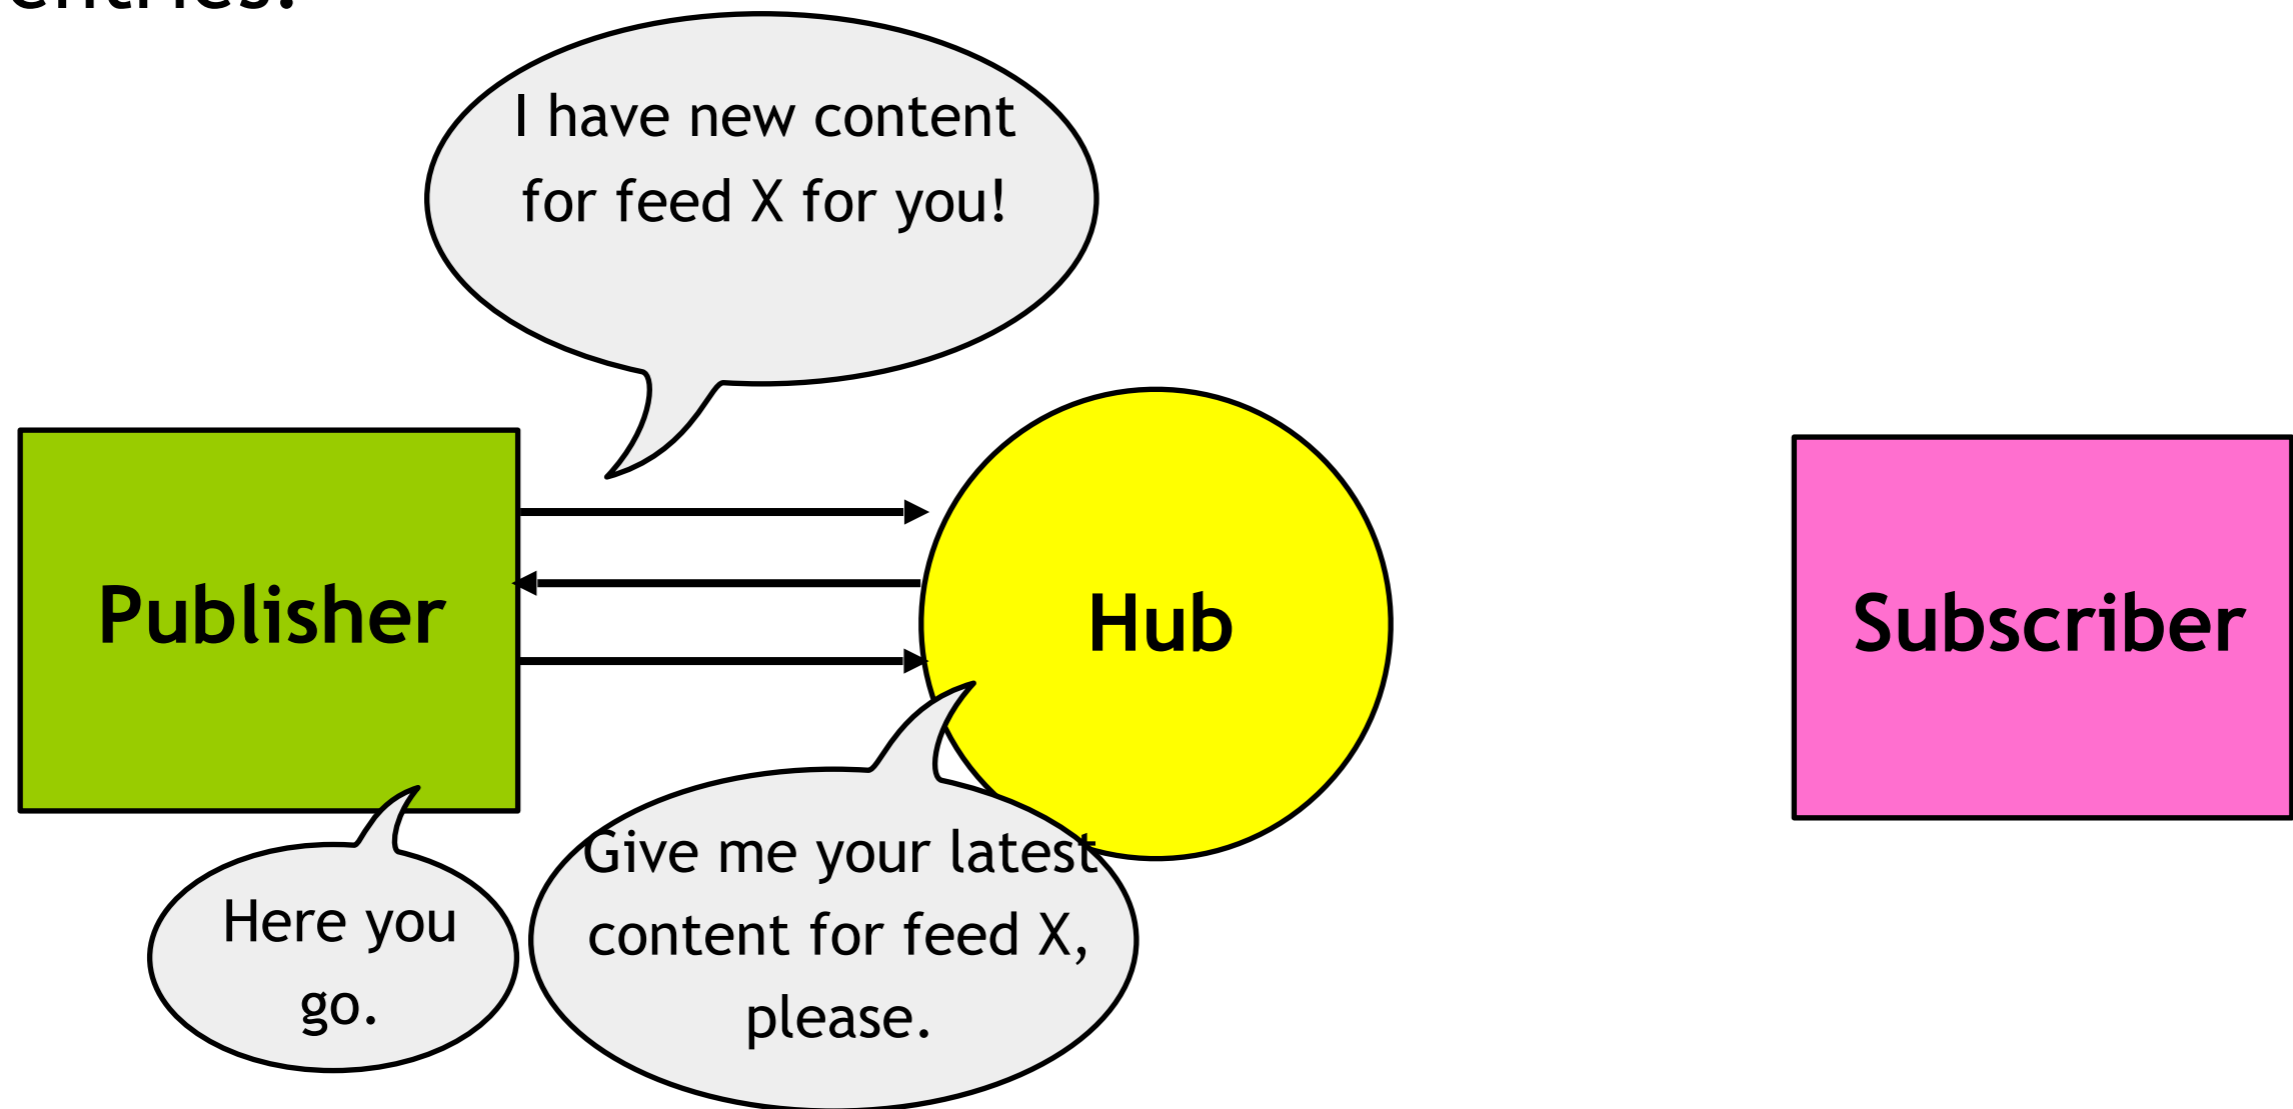 entries.
I have new content
for feed X for you!
Publisher
Hub
Subscriber
Here you
go.
Give me your latest
content for feed X,
please.